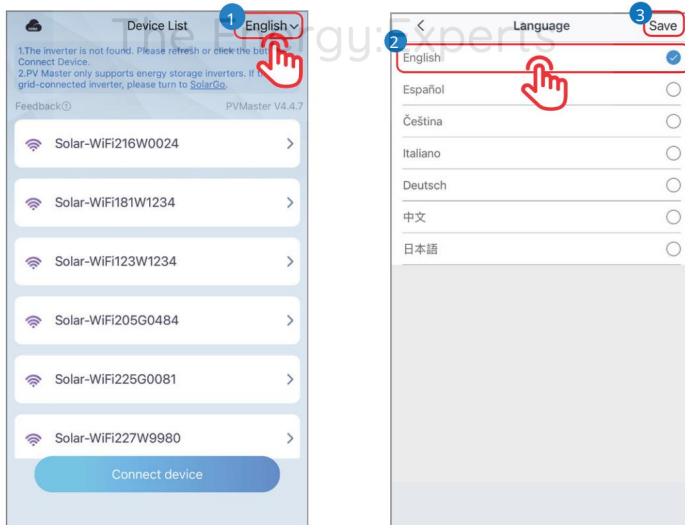 Device List
1
English
1.The inverter is not found. Please refresh or click the
Connect Device.
2.PV Master only supports energy storage inverters. If
grid-connected inverter, please turn to SolarGo.
Feedback
PVMaster V4.4.7
Solar-WiFi216W0024
Solar-WiFi181W1234
Solar-WiFi123W1234
Solar-WiFi205G0484
Solar-WiFi225G0081
Solar-WiFi227W9980
Connect device
The Energy:Experts
Language
3
Save
2
English
Español
Čeština
Italiano
Deutsch
中文
日本語